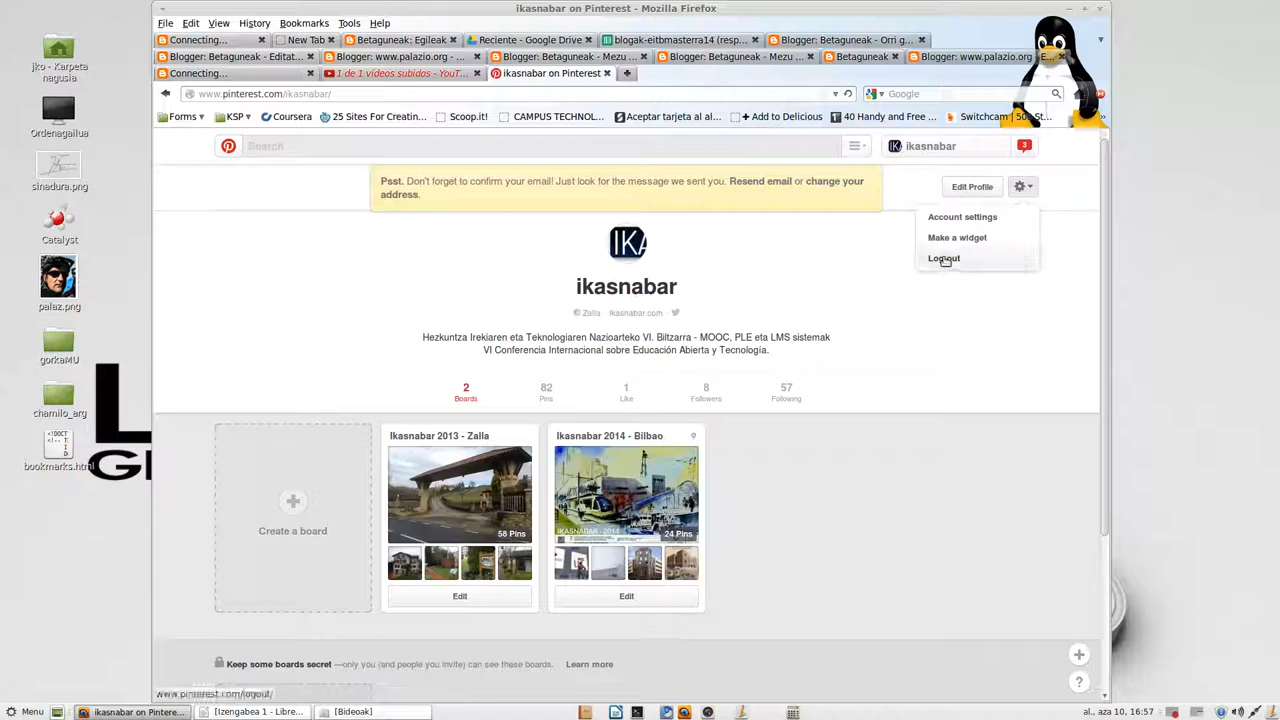 ikasnabar on Pinterest - Mozilla Firefox
File Edit View History Bookmarks Tools Help
Connecting... New Tab Betaguneak: Egileak Reciente - Google Drive blogak-eitbmasterra14 (resp... Blogger: Betaguneak - Orri g...
Blogger: Betaguneak - Editat... Blogger: www.palazio.org - ... Blogger: Betaguneak - Mezu ... Blogger: Betaguneak - Mezu ... Betaguneak Blogger: www.palazio.org - E...
Connecting... 1 de 1 vídeos subidos - YouT... ikasnabar on Pinterest
www.pinterest.com/ikasnabar/ Google
Forms KSP Coursera 25 Sites For Creatin... Scoop.it! CAMPUS TECHNOL... Aceptar tarjeta al al... + Add to Delicious 40 Handy and Free ... Switchcam | 500 St...
Search ikasnabar 3
Psst. Don't forget to confirm your email! Just look for the message we sent you. Resend email or change your
address.
Edit Profile
Account settings
Make a widget
Logout
IKA
ikasnabar
Zalla ikasnabar.com
Hezkuntza Irekiaren eta Teknologiaren Nazioarteko VI. Biltzarra - MOOC, PLE eta LMS sistemak
VI Conferencia Internacional sobre Educación Abierta y Tecnología.
2 82 1 8 57
Boards Pins Like Followers Following
Create a board
Ikasnabar 2013 - Zalla
58 Pins
Edit
Ikasnabar 2014 - Bilbao
IKASNABAR - 2014
24 Pins
Edit
Keep some boards secret —only you (and people you invite) can see these boards. Learn more
www.pinterest.com/logout/
jko - Karpeta
nagusia
Ordenagailua
sinadura.png
Catalyst
palaz.png
gorkaMU
chamilo_arg
<!DOCT
bookmarks.html
Menu ikasnabar on Pintere... [Izengabea 1 - Libre... [Bideoak] al., aza 10, 16:57